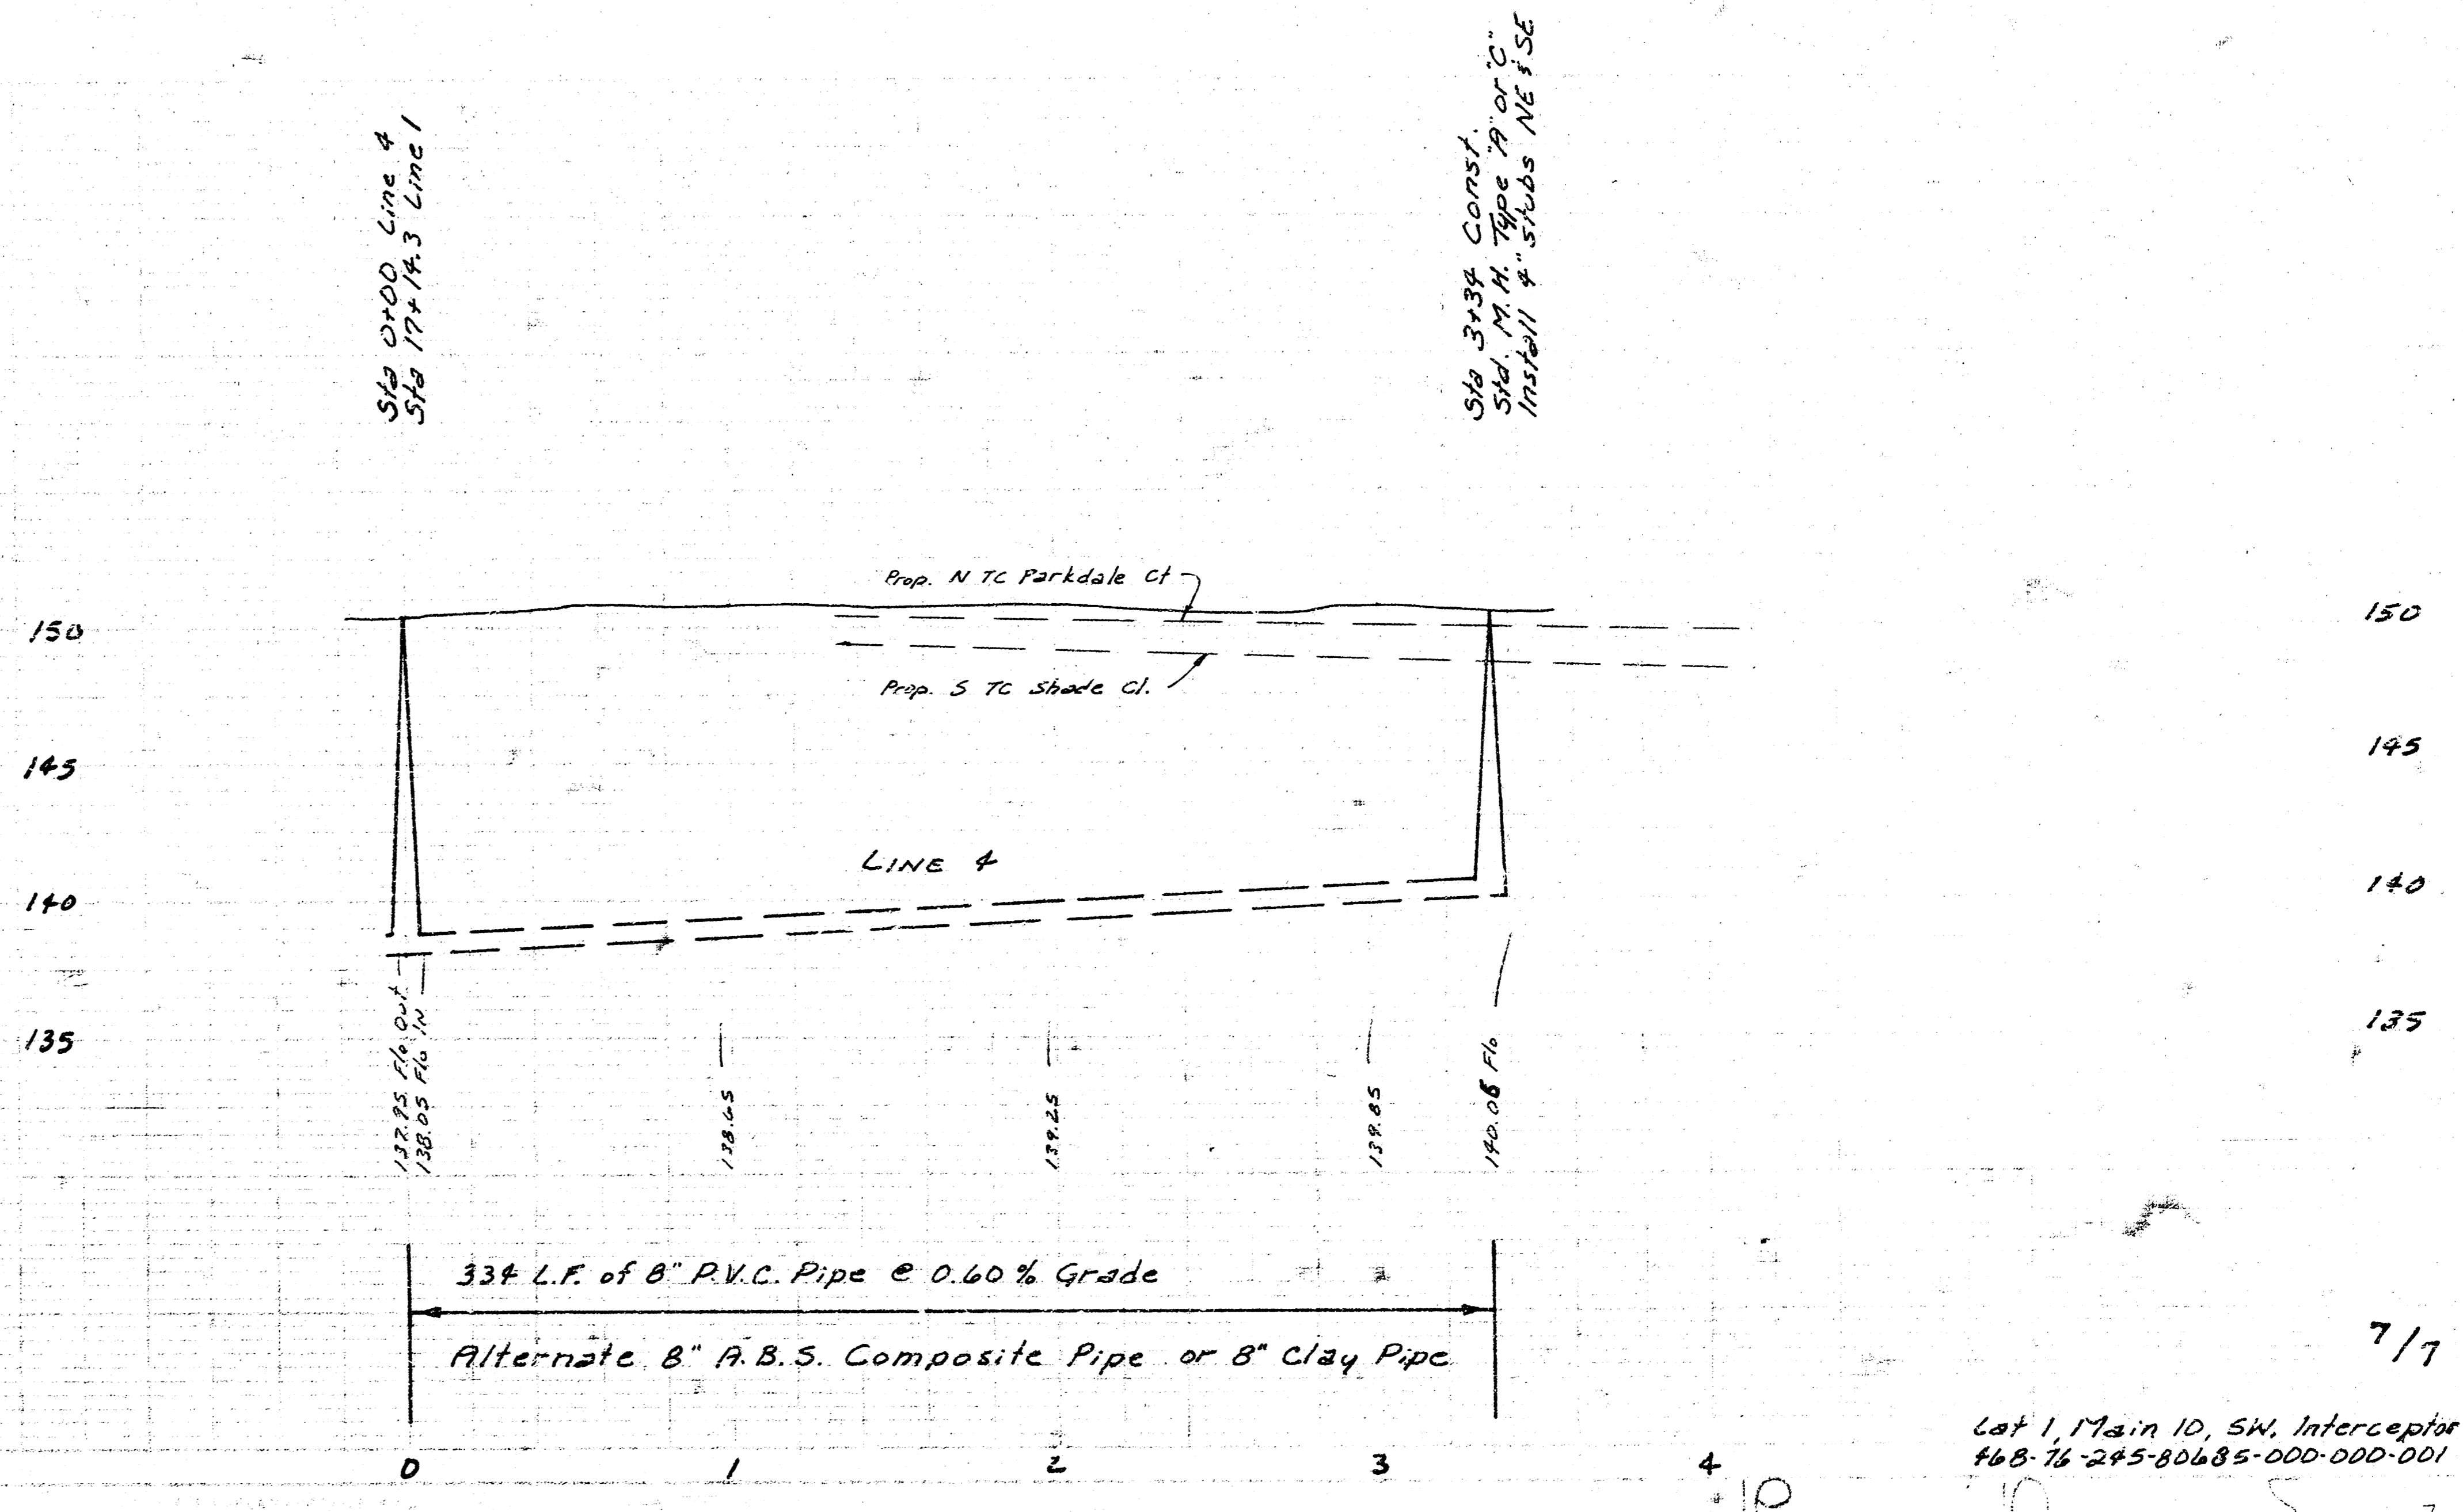 Sta 0+00 Line 4
Sta 17+14.3 Line 1
Sta 3+34 Const.
Std. M.H. Type "A" or "C"
Install 4" stubs NE & SE
Prop. N TC Parkdale Ct
Prop. S TC Shade Ct.
150
150
145
145
LINE 4
140
140
135
135
137.95 Flo Out
138.05 Flo IN
138.65
139.25
139.85
140.06 Flo
334 L.F. of 8" P.V.C. Pipe @ 0.60% Grade
Alternate 8" A.B.S. Composite Pipe or 8" Clay Pipe
7/7
Lat 1, Main 10, SW. Interceptor
468-76-245-80685-000-000-001
0 1 2 3 4